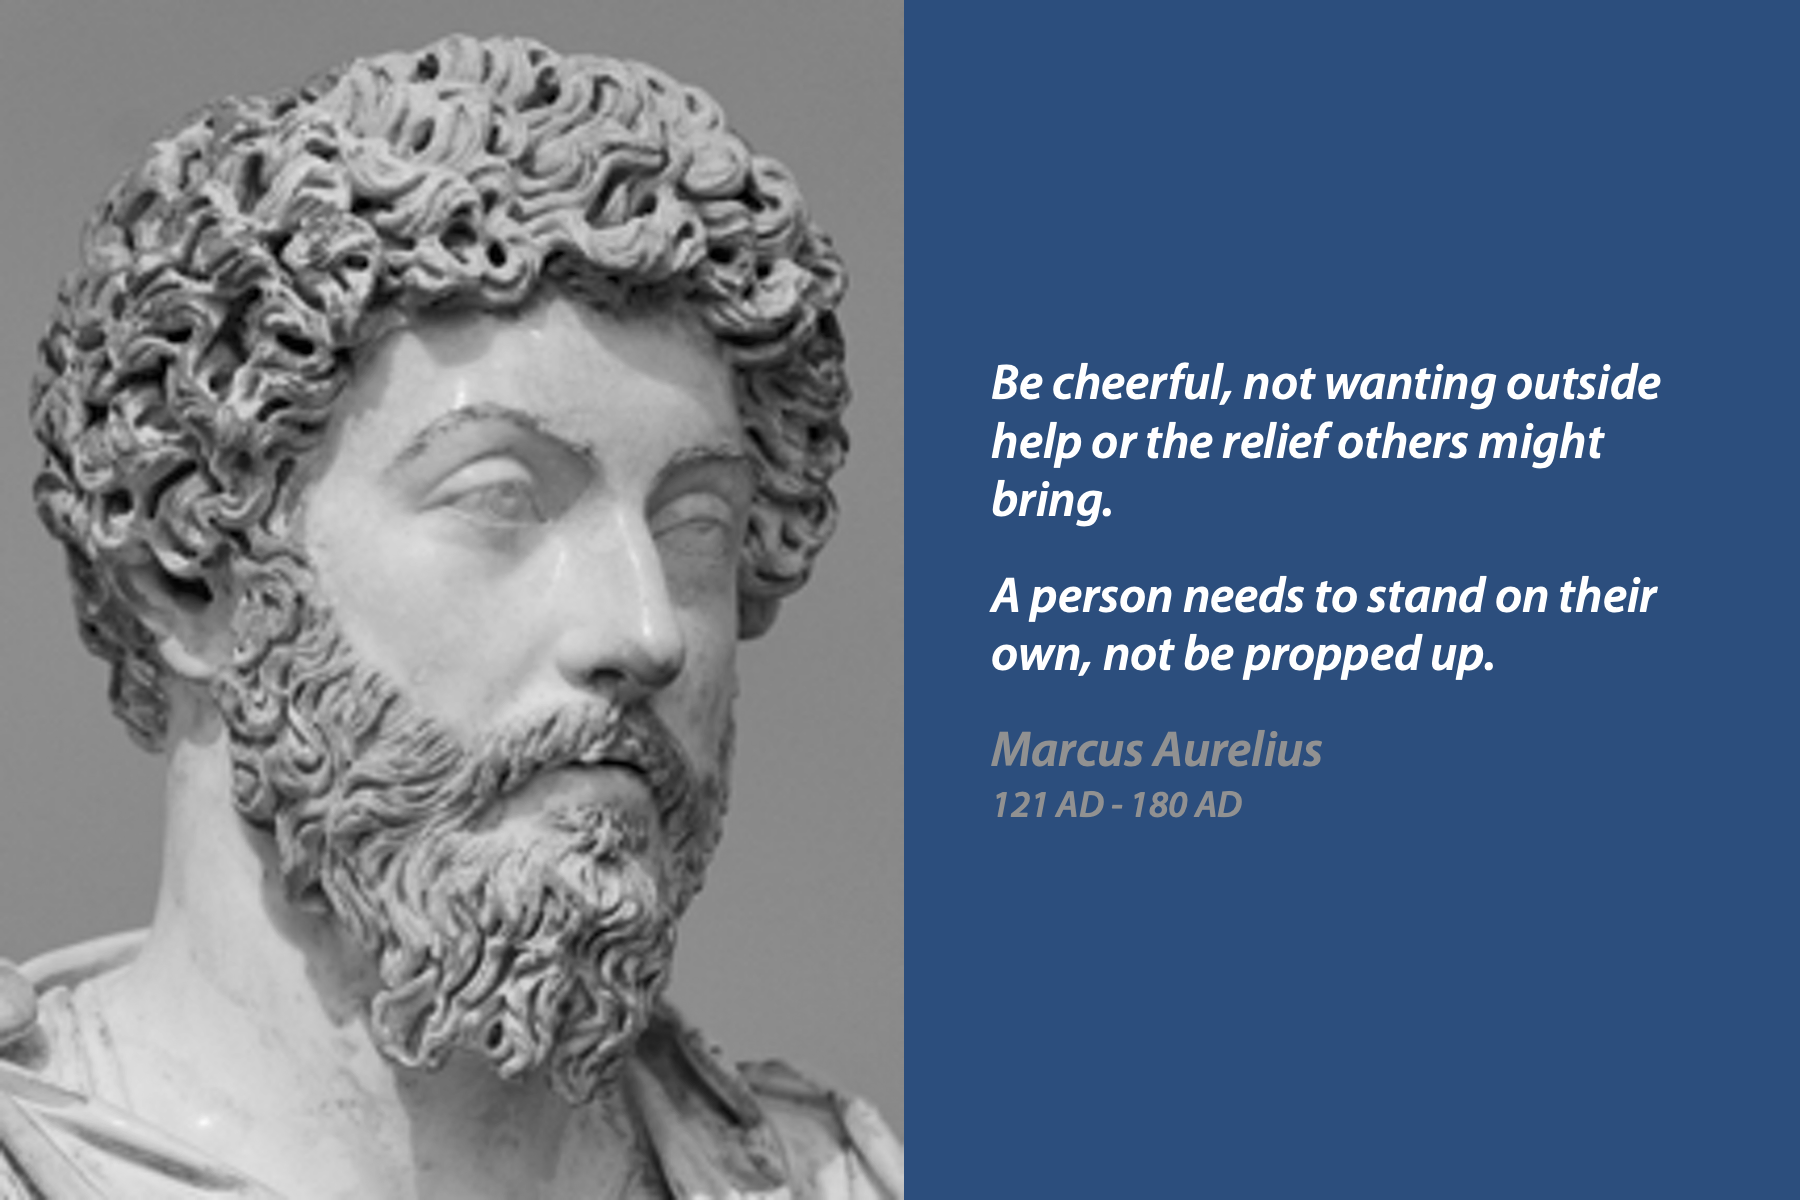 Be cheerful, not wanting outside
help or the relief others might
bring.
A person needs to stand on their
own, not be propped up.
Marcus Aurelius
121 AD - 180 AD